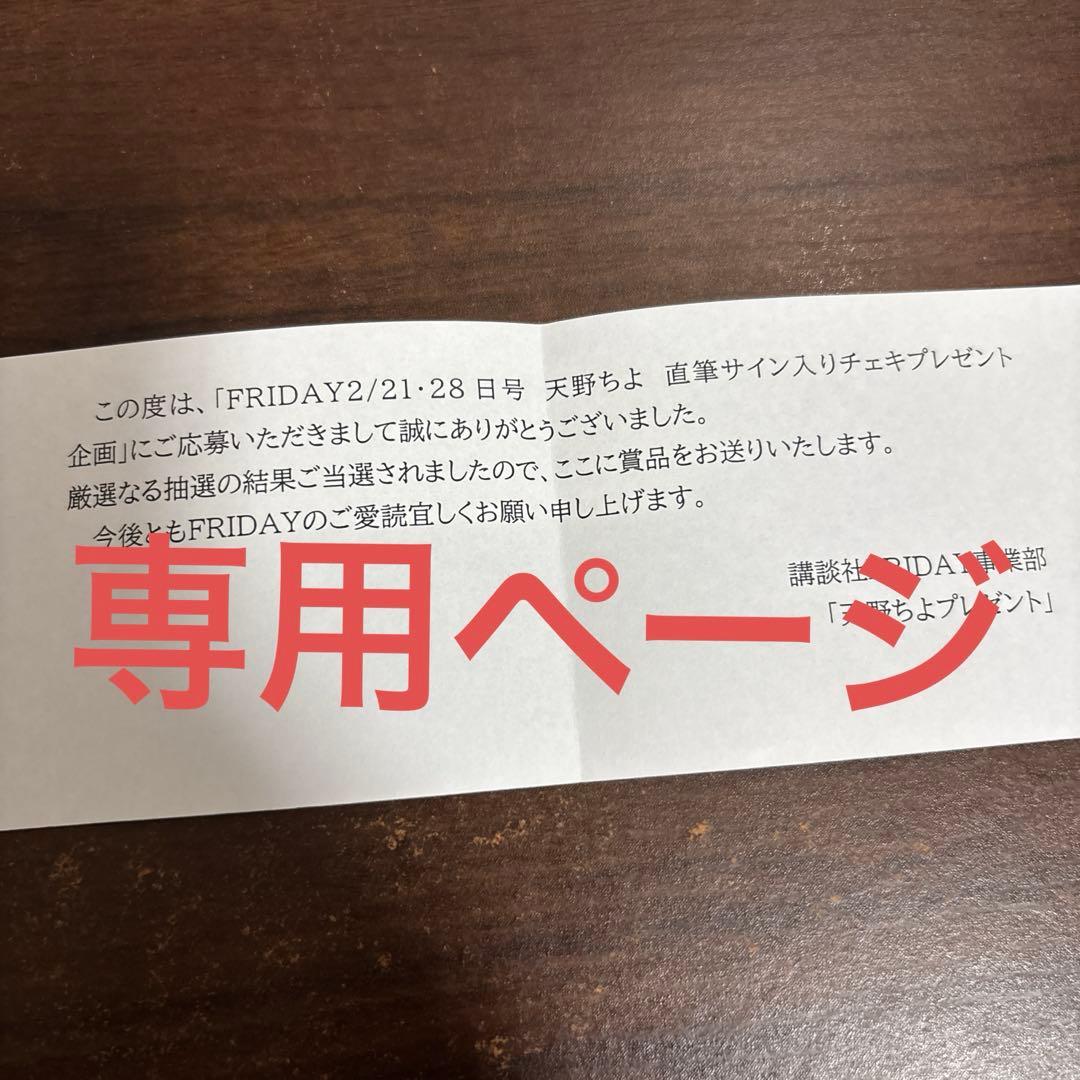 この度は、「FRIDAY2/21・28日号　天野ちよ　直筆サイン入りチェキプレゼント
企画」にご応募いただきまして誠にありがとうございました。
厳選なる抽選の結果ご当選されましたので、ここに賞品をお送りいたします。
今後ともFRIDAYのご愛読宜しくお願い申し上げます。
講談社FRIDAY事業部
「天野ちよプレゼント」
専用ページ